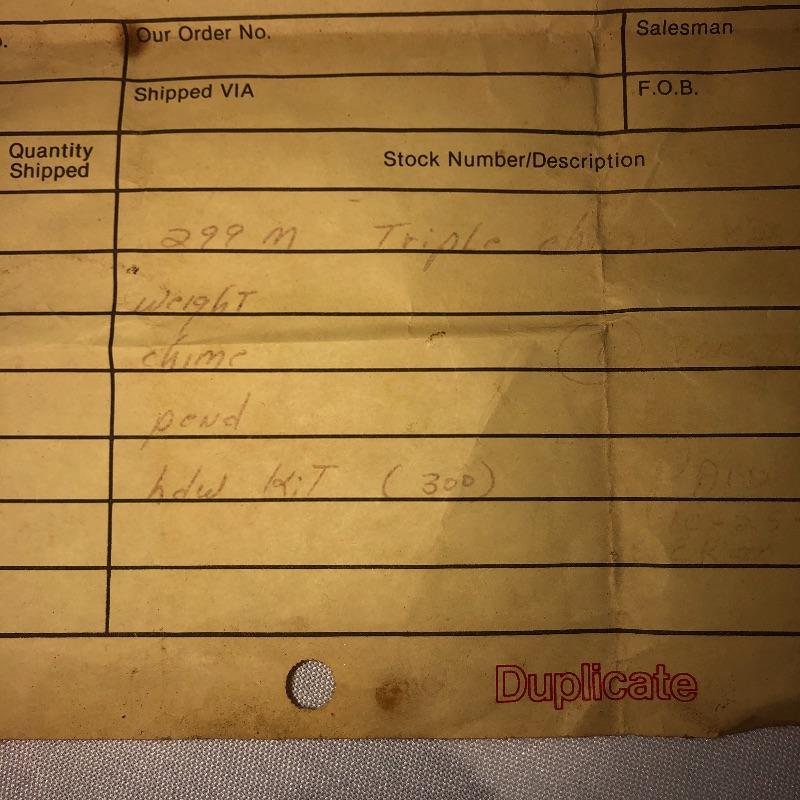 Our Order No. Salesman
Shipped VIA F.O.B.
Quantity Shipped Stock Number/Description
299 M Triple
weight
chime
pend
hdw KiT (300)
Duplicate